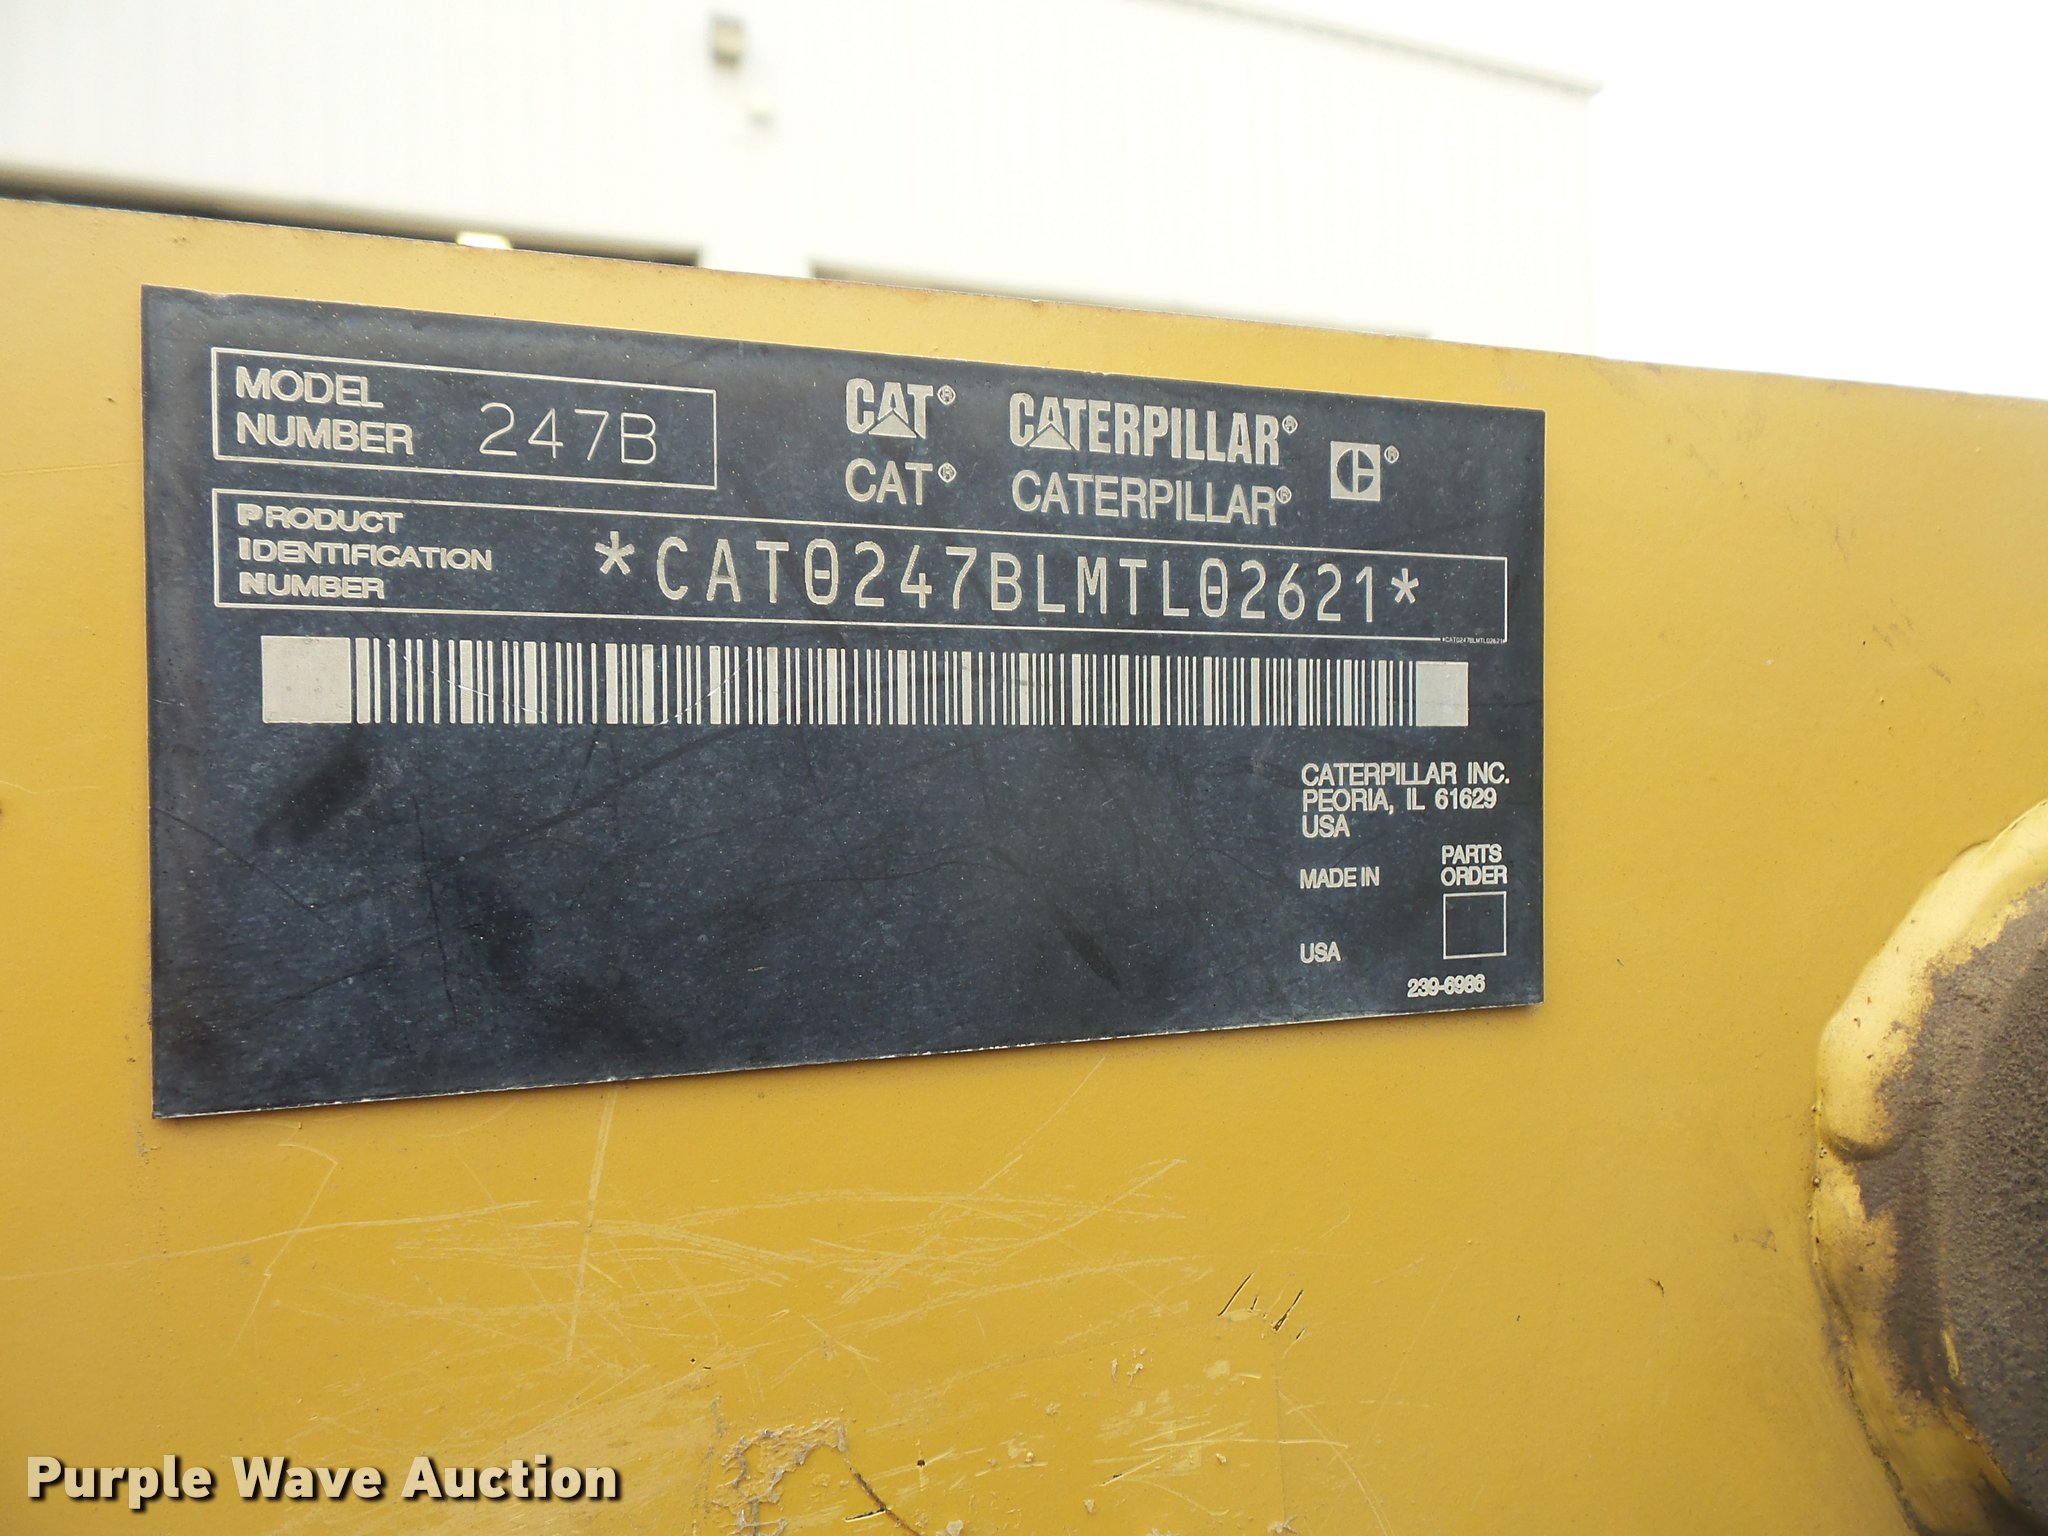 MODEL
NUMBER 247B
CAT® CATERPILLAR®
CAT® CATERPILLAR® ®
PRODUCT
IDENTIFICATION
NUMBER
*CAT0247BLMTL02621*
*CAT0247BLMTL02621*
CATERPILLAR INC.
PEORIA, IL 61629
USA
MADE IN
USA
PARTS
ORDER
239-6986
Purple Wave Auction